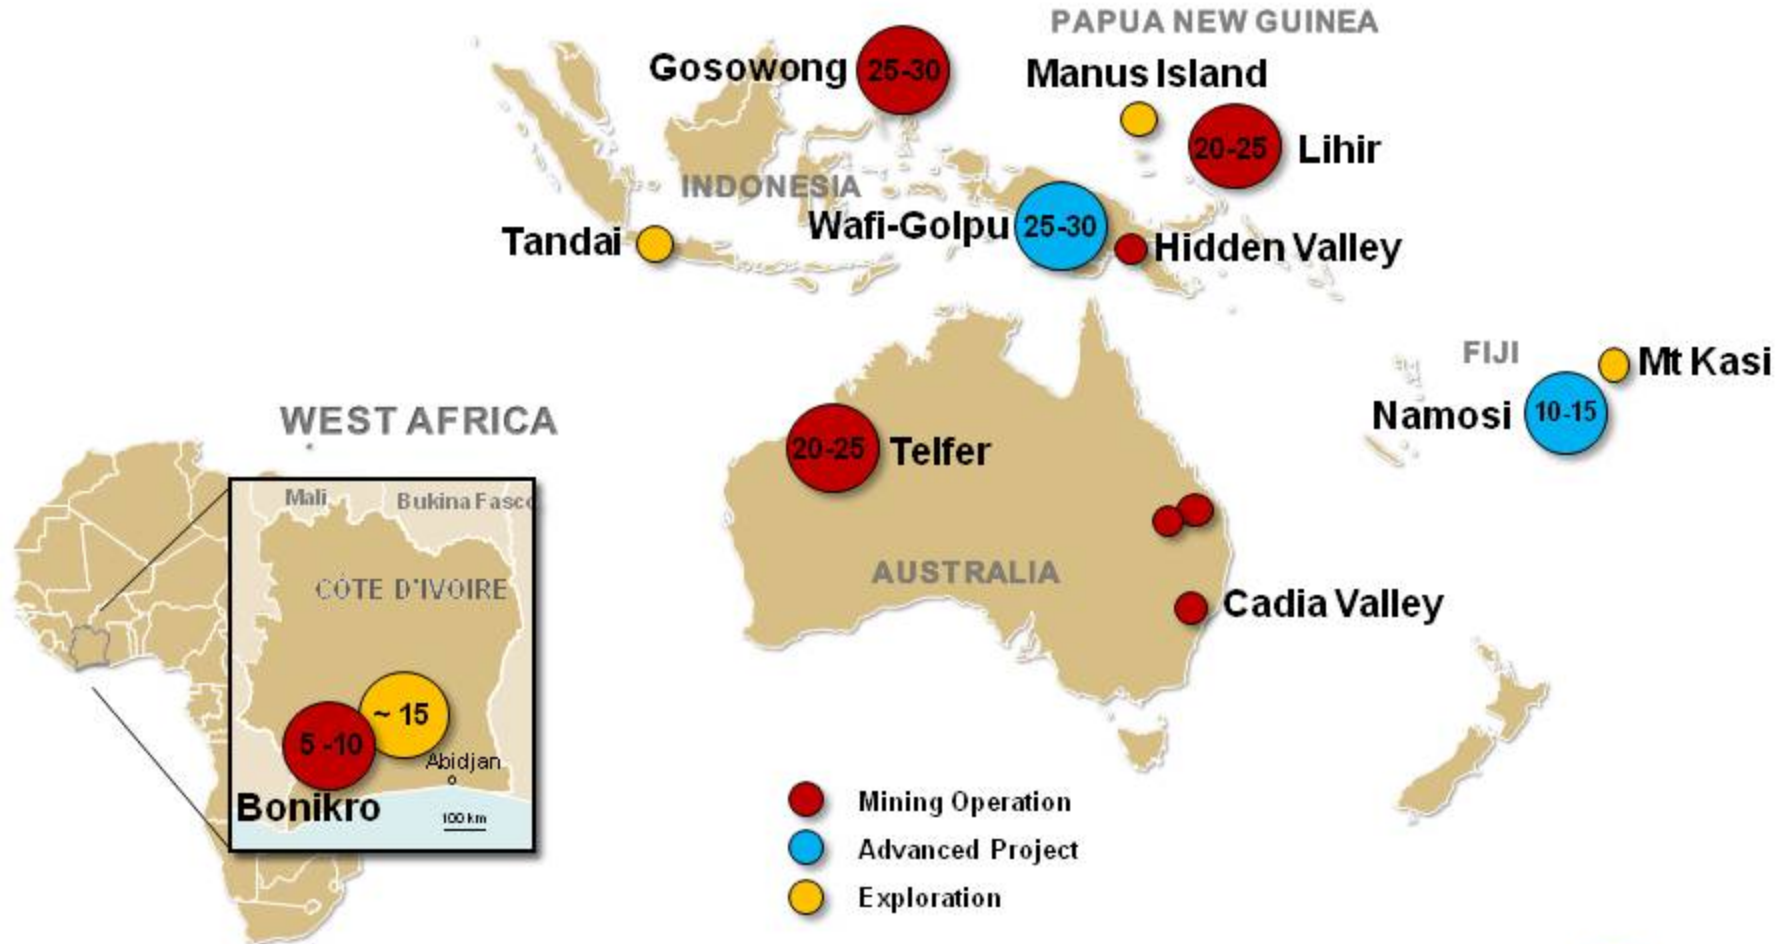 PAPUA NEW GUINEA
Gosowong
25-30
Manus Island
20-25
Lihir
INDONESIA
Wafi-Golpu
25-30
Tandai
Hidden Valley
FIJI
Mt Kasi
Namosi
10-15
WEST AFRICA
20-25
Telfer
Mali
Bukina Fasco
CÔTE D'IVOIRE
AUSTRALIA
Cadia Valley
~ 15
5 -10
Abidjan
Bonikro
100 km
Mining Operation
Advanced Project
Exploration